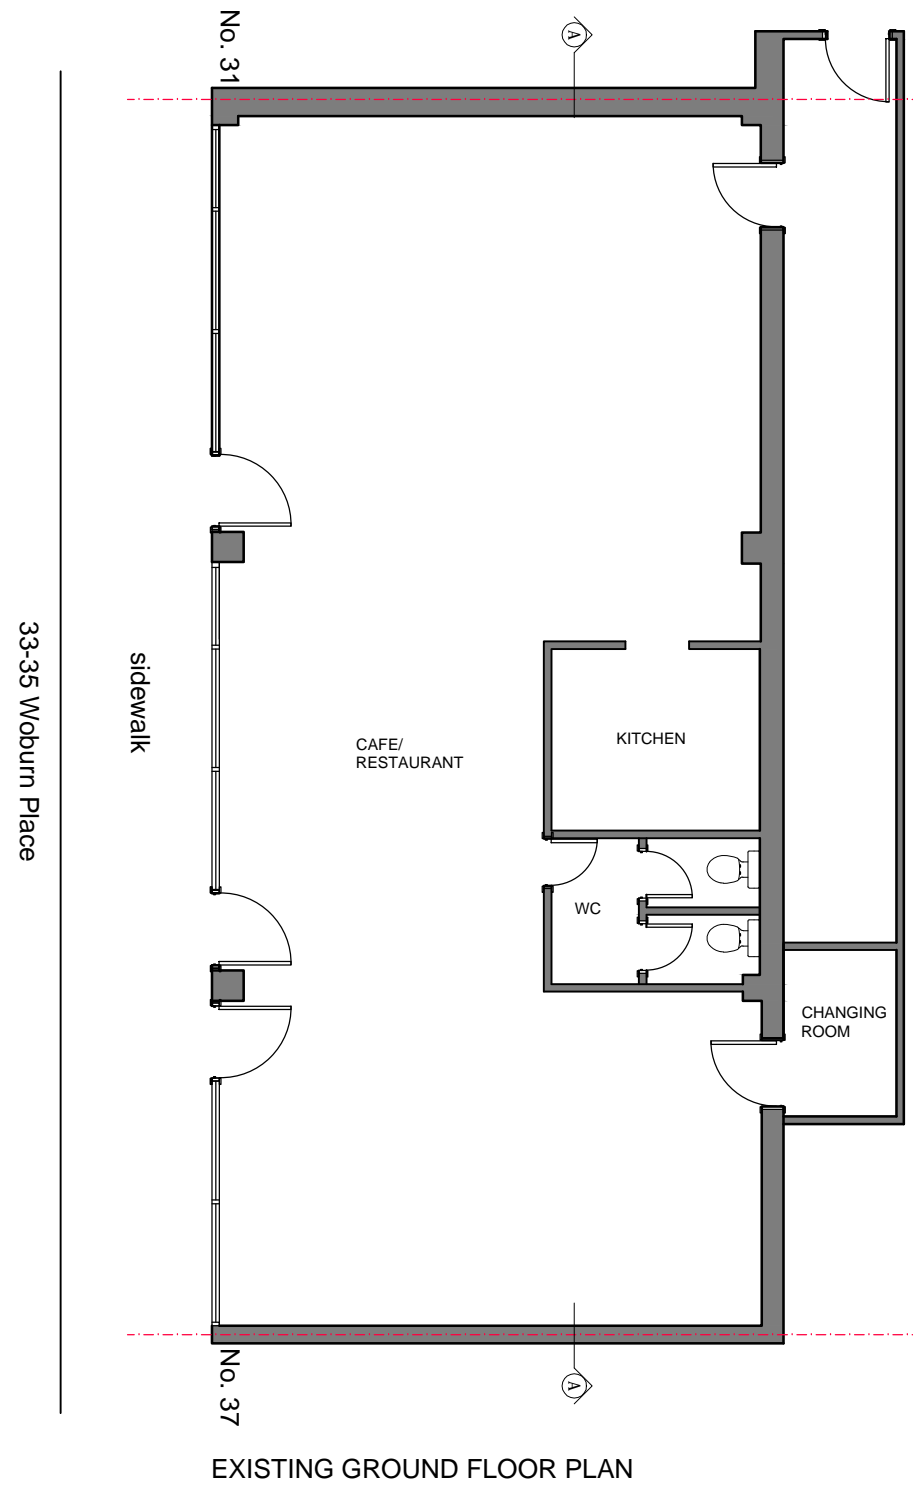 No. 31
A
33-35 Woburn Place
sidewalk
CAFE/
RESTAURANT
KITCHEN
WC
CHANGING
ROOM
No. 37
A
EXISTING GROUND FLOOR PLAN